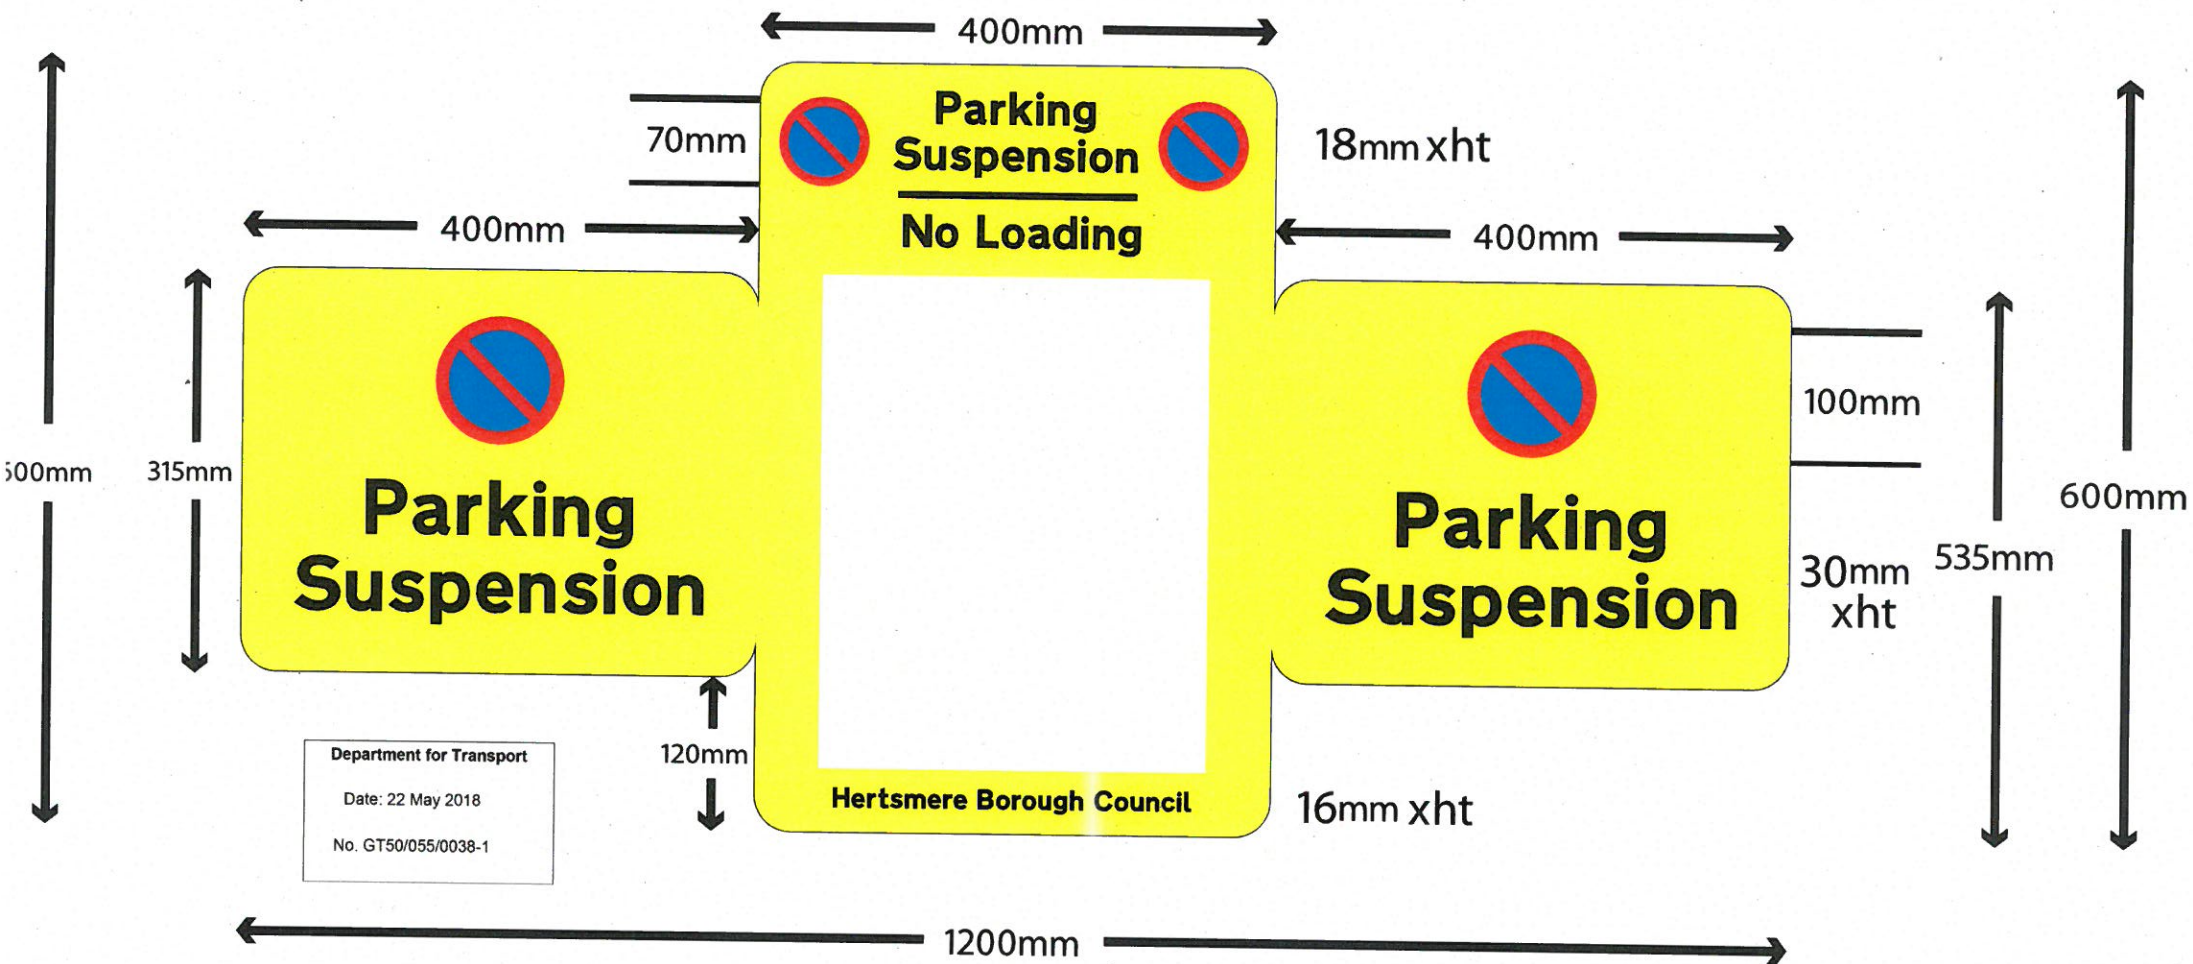 400mm
Parking
Suspension
No Loading
70mm
18mm xht
400mm
400mm
315mm
Parking
Suspension
Parking
Suspension
100mm
30mm
xht
535mm
600mm
120mm
Hertsmere Borough Council
16mm xht
Department for Transport
Date: 22 May 2018
No. GT50/055/0038-1
1200mm